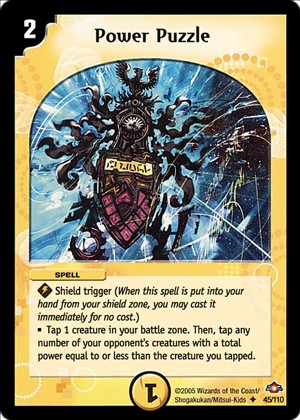 2
Power Puzzle
SPELL
Shield trigger (When this spell is put into your
hand from your shield zone, you may cast it
immediately for no cost.)
▪ Tap 1 creature in your battle zone. Then, tap any
number of your opponent's creatures with a total
power equal to or less than the creature you tapped.
1
©2005 Wizards of the Coast/
Shogakukan/Mitsui-Kids ♦ 45/110